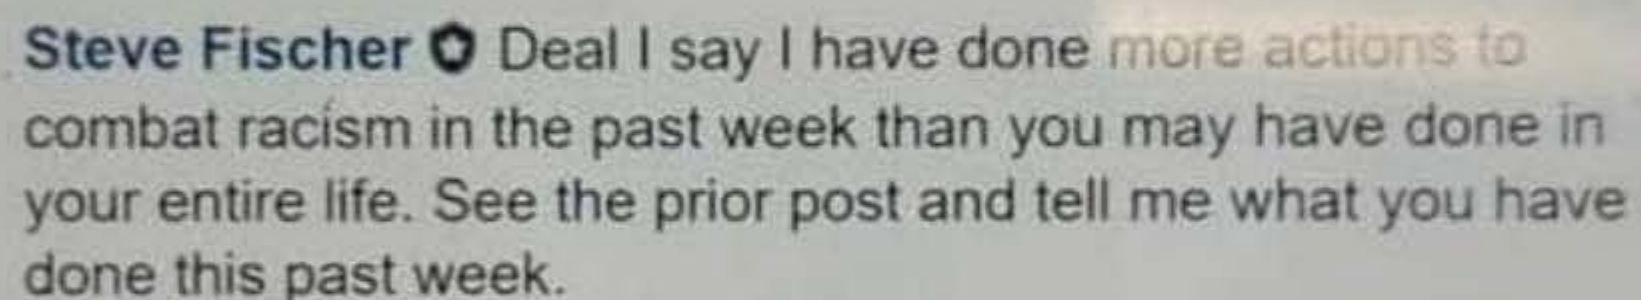 Steve Fischer Deal I say I have done more actions to
combat racism in the past week than you may have done in
your entire life. See the prior post and tell me what you have
done this past week.